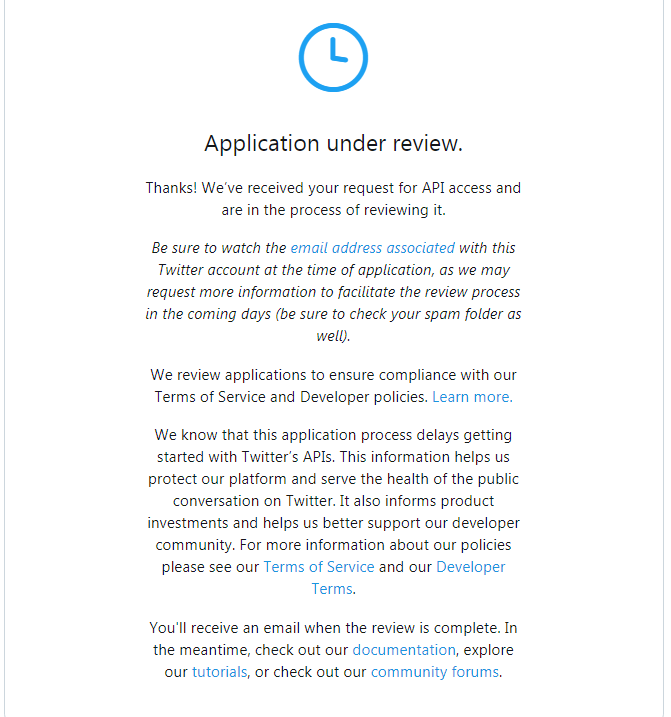 Application under review.
Thanks! We've received your request for API access and
are in the process of reviewing it.
Be sure to watch the email address associated with this
Twitter account at the time of application, as we may
request more information to facilitate the review process
in the coming days (be sure to check your spam folder as
well).
We review applications to ensure compliance with our
Terms of Service and Developer policies. Learn more.
We know that this application process delays getting
started with Twitter's APIs. This information helps us
protect our platform and serve the health of the public
conversation on Twitter. It also informs product
investments and helps us better support our developer
community. For more information about our policies
please see our Terms of Service and our Developer
Terms.
You'll receive an email when the review is complete. In
the meantime, check out our documentation, explore
our tutorials, or check out our community forums.